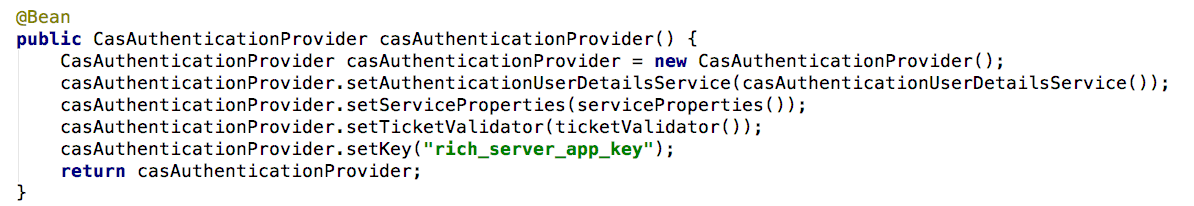 @Bean
public CasAuthenticationProvider casAuthenticationProvider() {
    CasAuthenticationProvider casAuthenticationProvider = new CasAuthenticationProvider();
    casAuthenticationProvider.setAuthenticationUserDetailsService(casAuthenticationUserDetailsService());
    casAuthenticationProvider.setServiceProperties(serviceProperties());
    casAuthenticationProvider.setTicketValidator(ticketValidator());
    casAuthenticationProvider.setKey("rich_server_app_key");
    return casAuthenticationProvider;
}